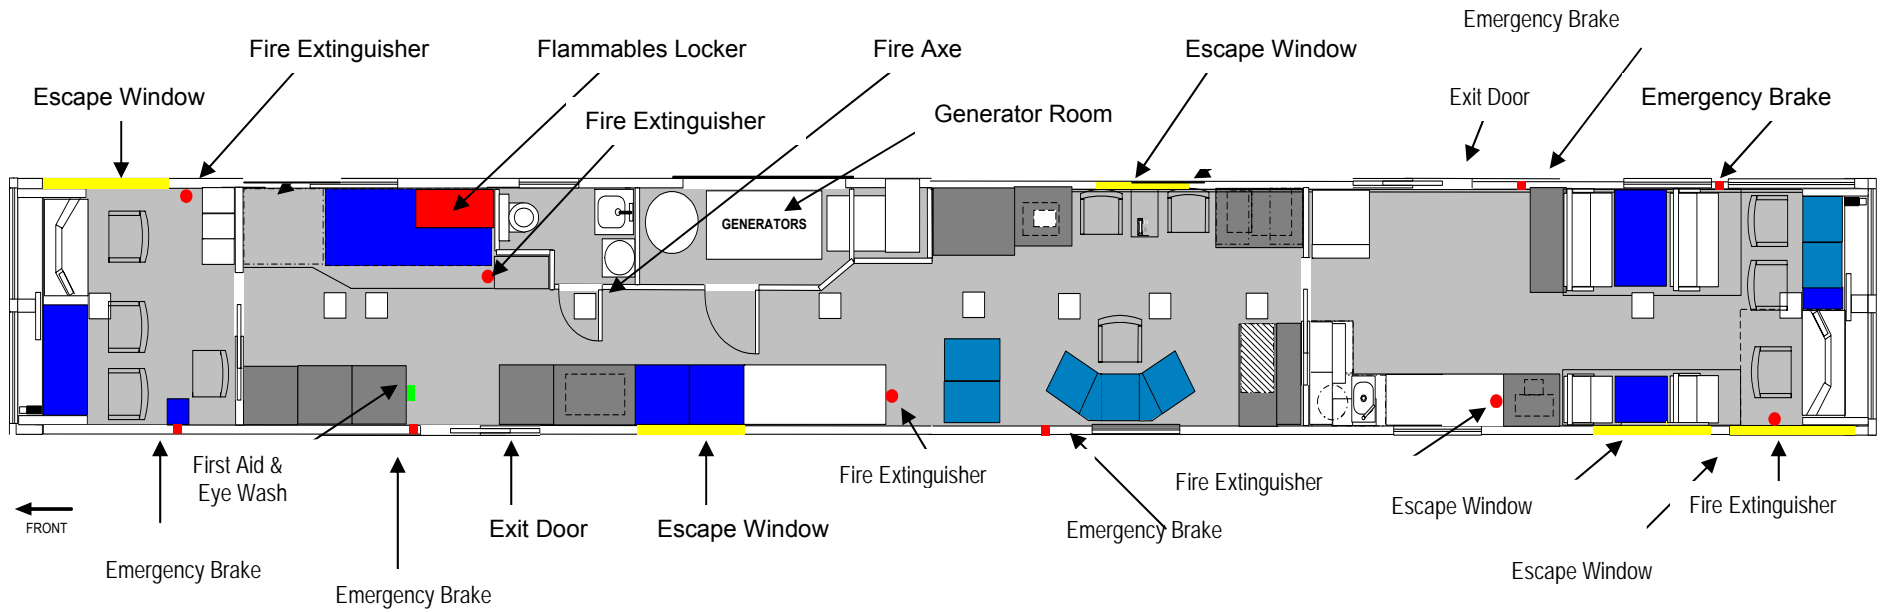 Emergency Brake
Fire Extinguisher
Flammables Locker
Fire Axe
Escape Window
Escape Window
Exit Door
Emergency Brake
Fire Extinguisher
Generator Room
GENERATORS
First Aid &
Eye Wash
Fire Extinguisher
Fire Extinguisher
Escape Window
Fire Extinguisher
FRONT
Exit Door
Escape Window
Emergency Brake
Emergency Brake
Escape Window
Emergency Brake